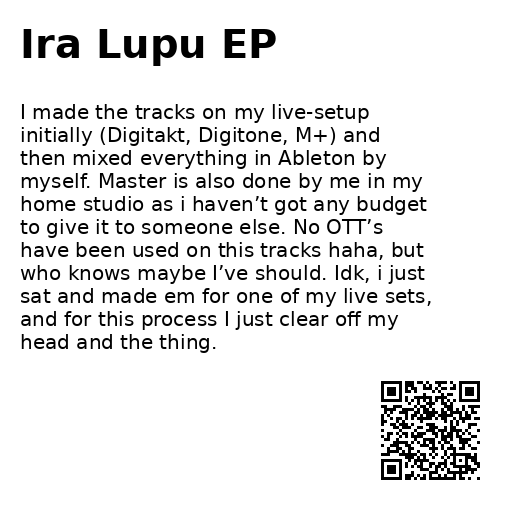 Ira Lupu EP
I made the tracks on my live-setup
initially (Digitakt, Digitone, M+) and
then mixed everything in Ableton by
myself. Master is also done by me in my
home studio as i haven’t got any budget
to give it to someone else. No OTT’s
have been used on this tracks haha, but
who knows maybe I’ve should. Idk, i just
sat and made em for one of my live sets,
and for this process I just clear off my
head and the thing.